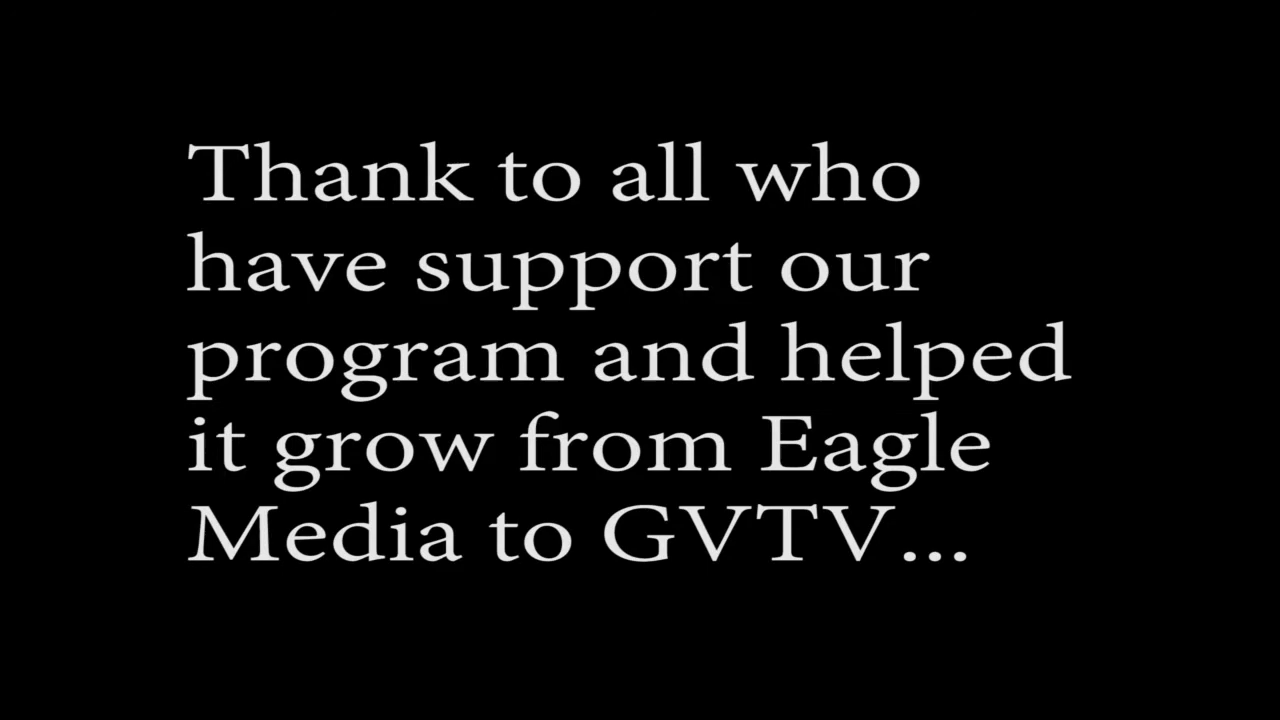 Thank to all who
have support our
program and helped
it grow from Eagle
Media to GVTV...